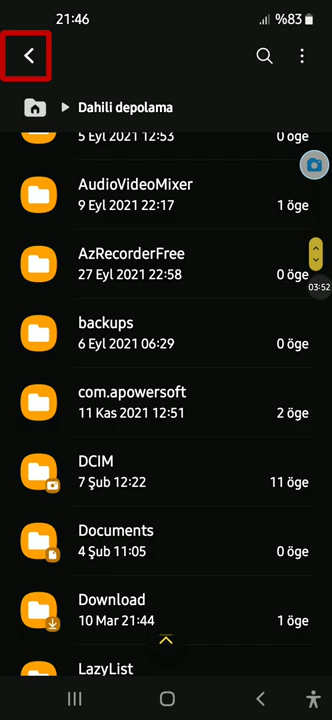 21:46
%83
Dahili depolama
5 Eyl 2021 12:53
0 öge
AudioVideoMixer
9 Eyl 2021 22:17
1 öge
AzRecorderFree
27 Eyl 2021 22:58
0 öge
03:52
backups
6 Eyl 2021 06:29
0 öge
com.apowersoft
11 Kas 2021 12:51
2 öge
DCIM
7 Şub 12:22
11 öge
Documents
4 Şub 11:05
0 öge
Download
10 Mar 21:44
1 öge
LazyList